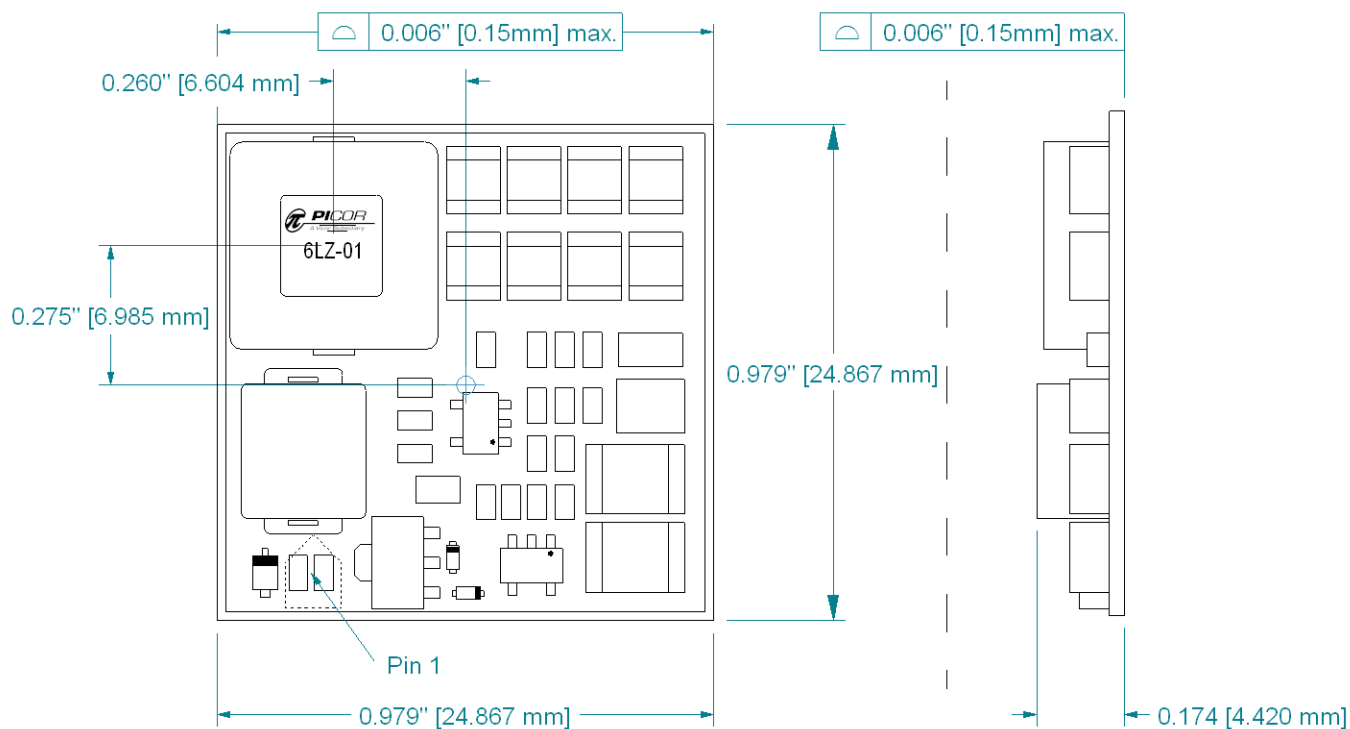 0.006" [0.15mm] max.
0.006" [0.15mm] max.
0.260" [6.604 mm]
PICOR
A Vicor Subsidiary
6LZ-01
0.275" [6.985 mm]
0.979" [24.867 mm]
Pin 1
0.979" [24.867 mm]
0.174 [4.420 mm]